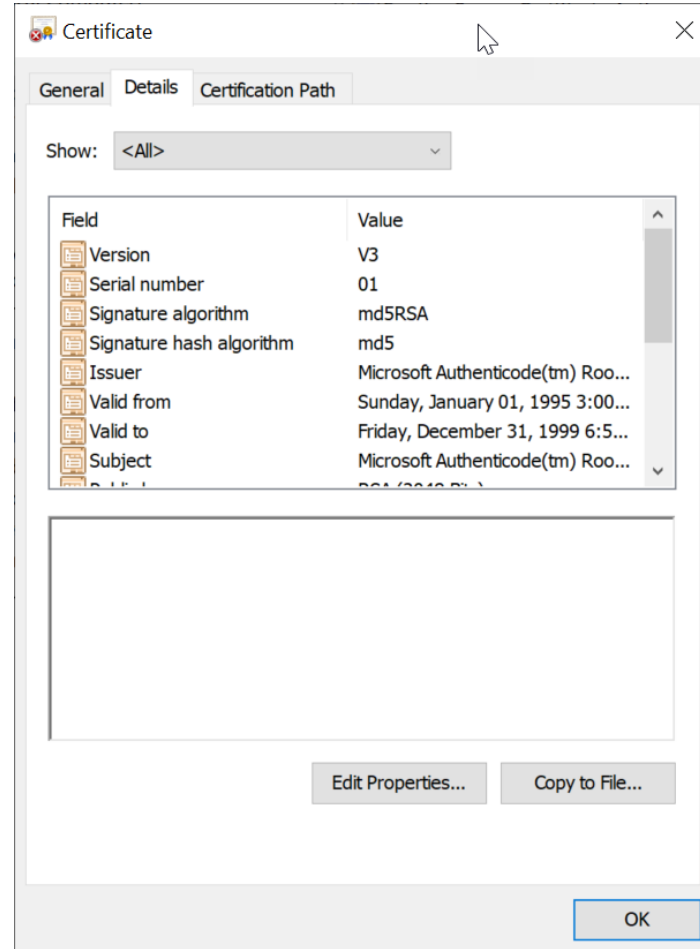 Certificate
General Details Certification Path
Show: <All>
Field Value
Version V3
Serial number 01
Signature algorithm md5RSA
Signature hash algorithm md5
Issuer Microsoft Authenticode(tm) Roo...
Valid from Sunday, January 01, 1995 3:00...
Valid to Friday, December 31, 1999 6:5...
Subject Microsoft Authenticode(tm) Roo...
Edit Properties... Copy to File...
OK